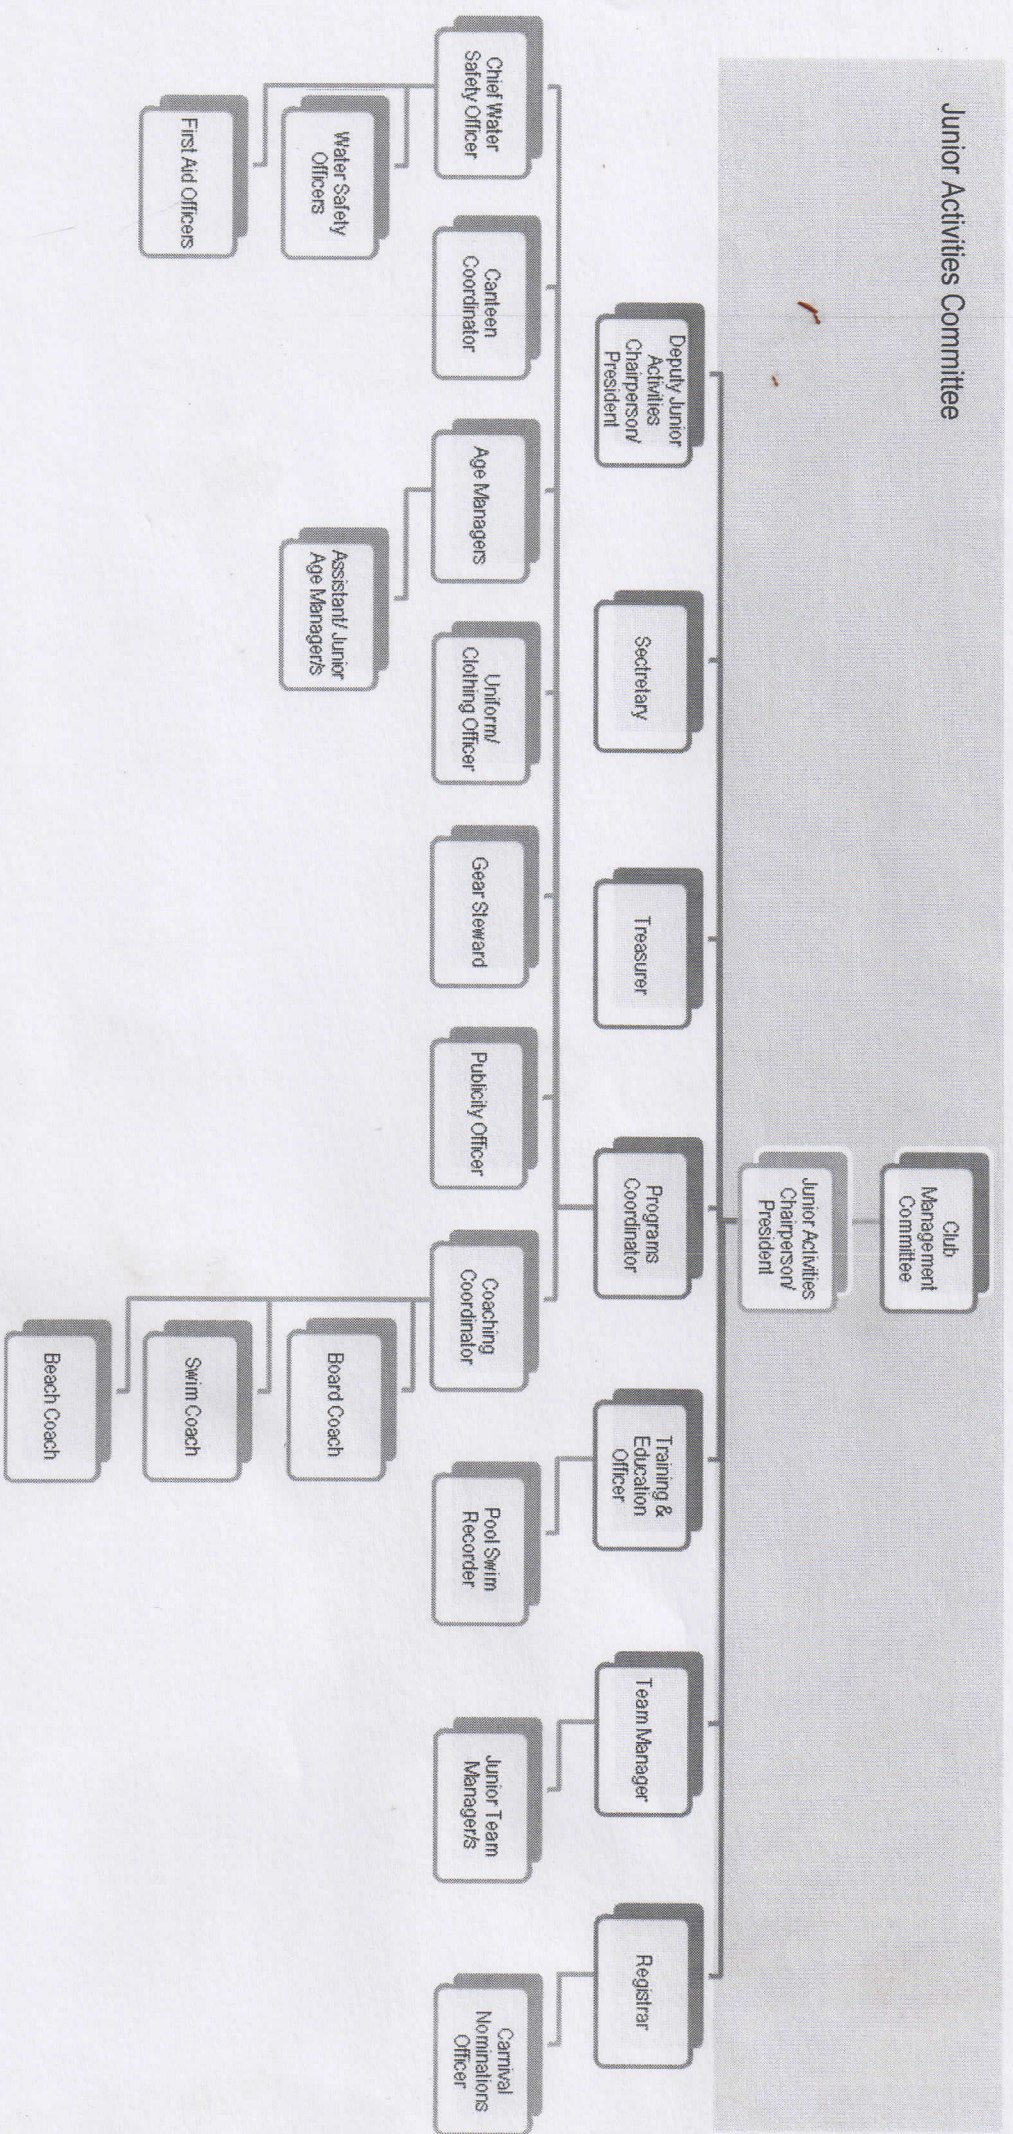 Junior Activities Committee
Club
Management
Committee
Junior Activities
Chairperson/
President
Deputy Junior
Activities
Chairperson/
President
Sectretary
Treasurer
Programs
Coordinator
Training &
Education
Officer
Team Manager
Registrar
Chief Water
Safety Officer
Canteen
Coordinator
Age Managers
Uniform/
Clothing Officer
Gear Steward
Publicity Officer
Coaching
Coordinator
Pool Swim
Recorder
Junior Team
Manager/s
Carnival
Nominations
Officer
Water Safety
Officers
Assistant/ Junior
Age Manager/s
Board Coach
First Aid Officers
Swim Coach
Beach Coach